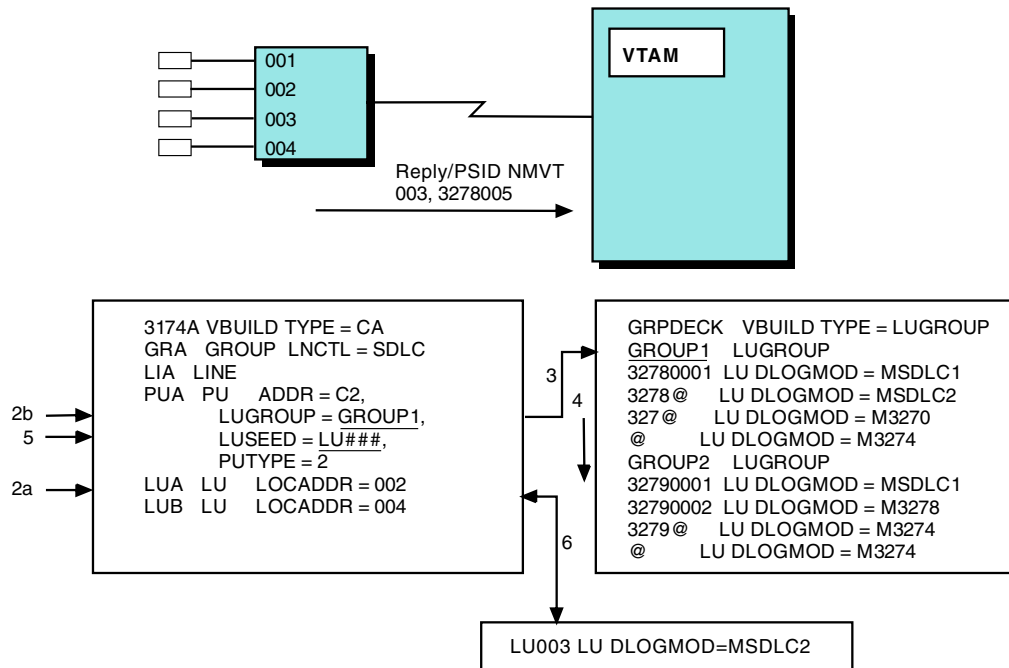 001
002
003
004
VTAM
Reply/PSID NMVT
003, 3278005
3174A VBUILD TYPE = CA
GRA GROUP LNCTL = SDLC
LIA LINE
PUA PU ADDR = C2,
LUGROUP = GROUP1,
LUSEED = LU###,
PUTYPE = 2
LUA LU LOCADDR = 002
LUB LU LOCADDR = 004
2b
5
2a
3
4
6
GRPDECK VBUILD TYPE = LUGROUP
GROUP1 LUGROUP
32780001 LU DLOGMOD = MSDLC1
3278@ LU DLOGMOD = MSDLC2
327@ LU DLOGMOD = M3270
@ LU DLOGMOD = M3274
GROUP2 LUGROUP
32790001 LU DLOGMOD = MSDLC1
32790002 LU DLOGMOD = M3278
3279@ LU DLOGMOD = M3274
@ LU DLOGMOD = M3274
LU003 LU DLOGMOD=MSDLC2